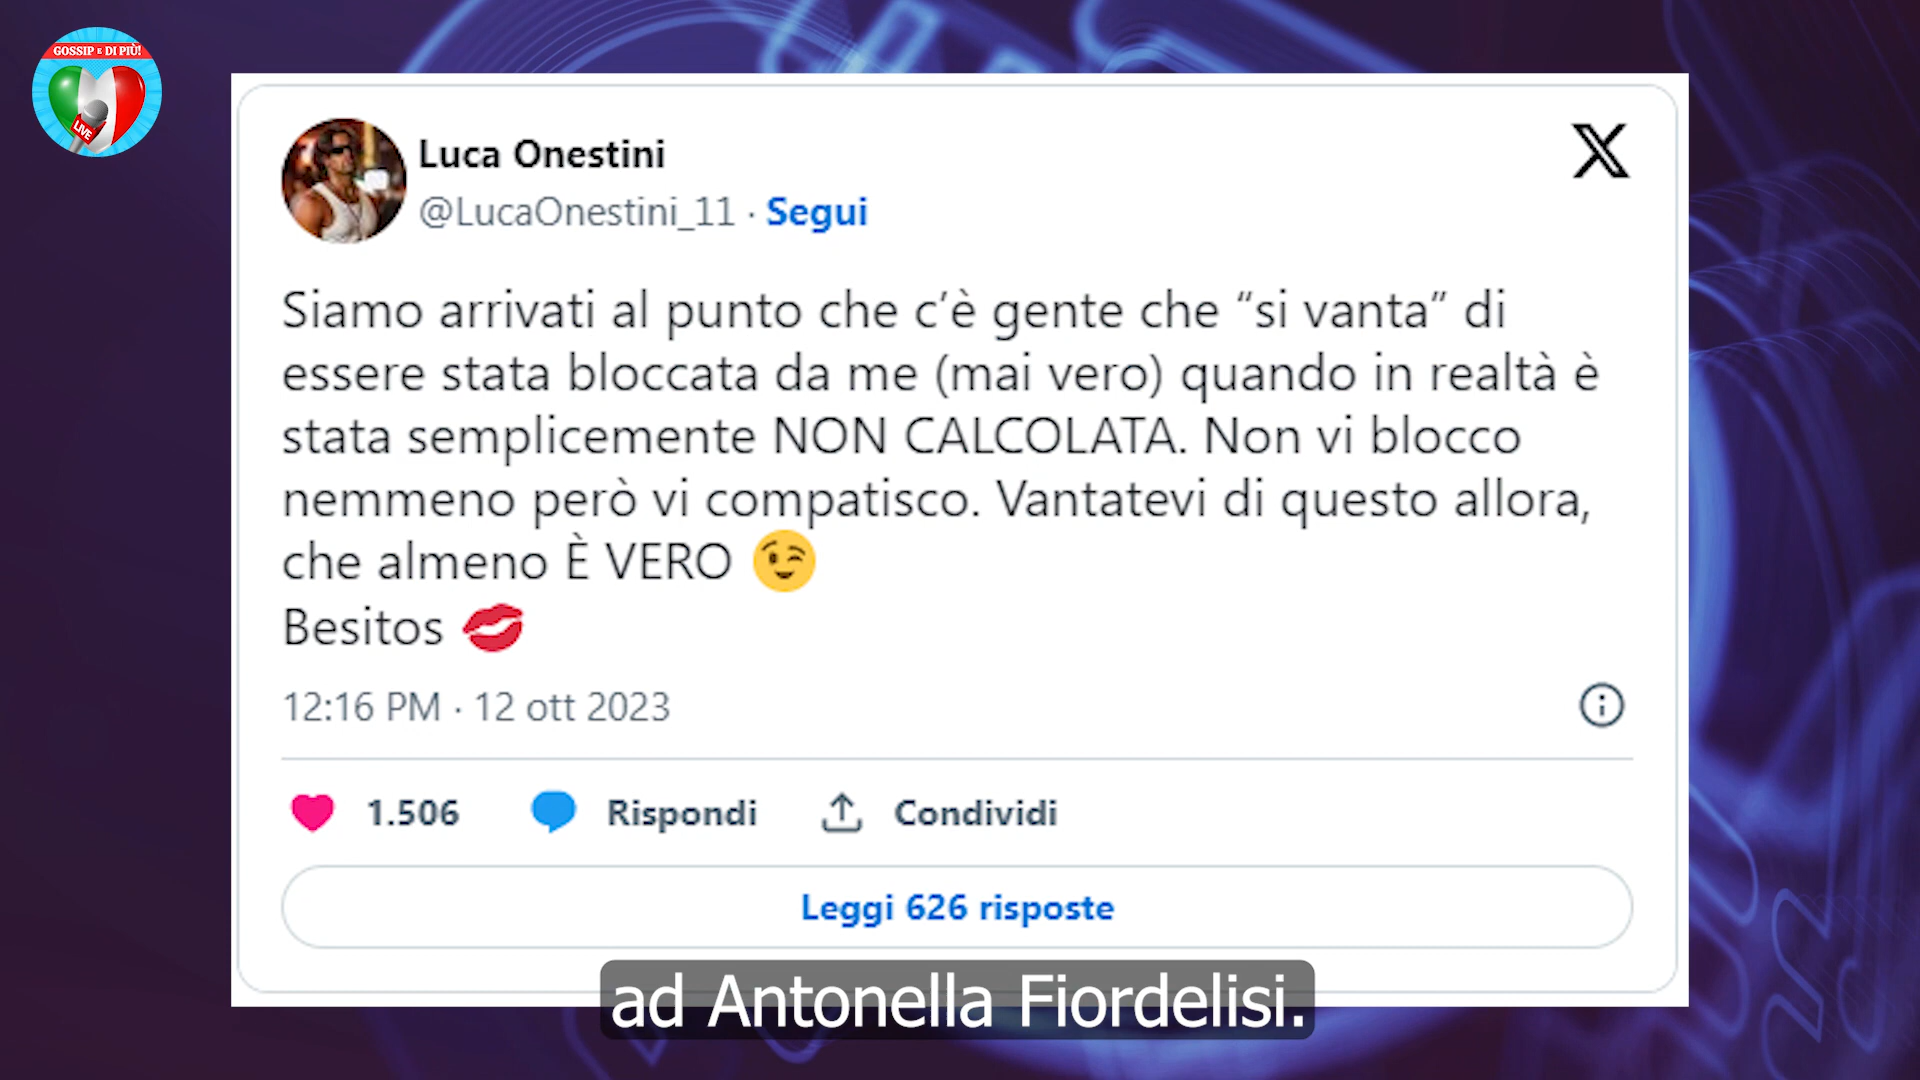 GOSSIP E DI PIÙ!
LIVE
Luca Onestini
@LucaOnestini_11 · Segui
Siamo arrivati al punto che c’è gente che “si vanta” di
essere stata bloccata da me (mai vero) quando in realtà è
stata semplicemente NON CALCOLATA. Non vi blocco
nemmeno però vi compatisco. Vantatevi di questo allora,
che almeno È VERO 😉
Besitos 💋
12:16 PM · 12 ott 2023
1.506 Rispondi Condividi
Leggi 626 risposte
ad Antonella Fiordelisi.